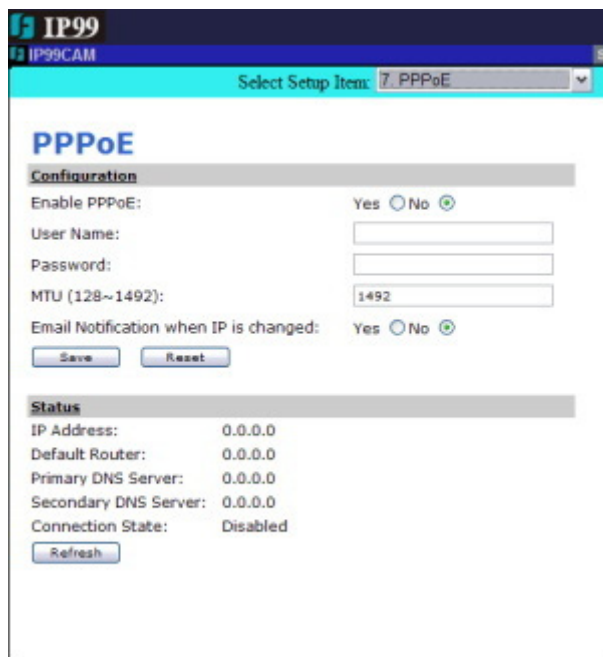 IP99
IP99CAM
Select Setup Item: 7. PPPoE
PPPoE
Configuration
Enable PPPoE: Yes No
User Name:
Password:
MTU (128~1492): 1492
Email Notification when IP is changed: Yes No
Save Reset
Status
IP Address: 0.0.0.0
Default Router: 0.0.0.0
Primary DNS Server: 0.0.0.0
Secondary DNS Server: 0.0.0.0
Connection State: Disabled
Refresh